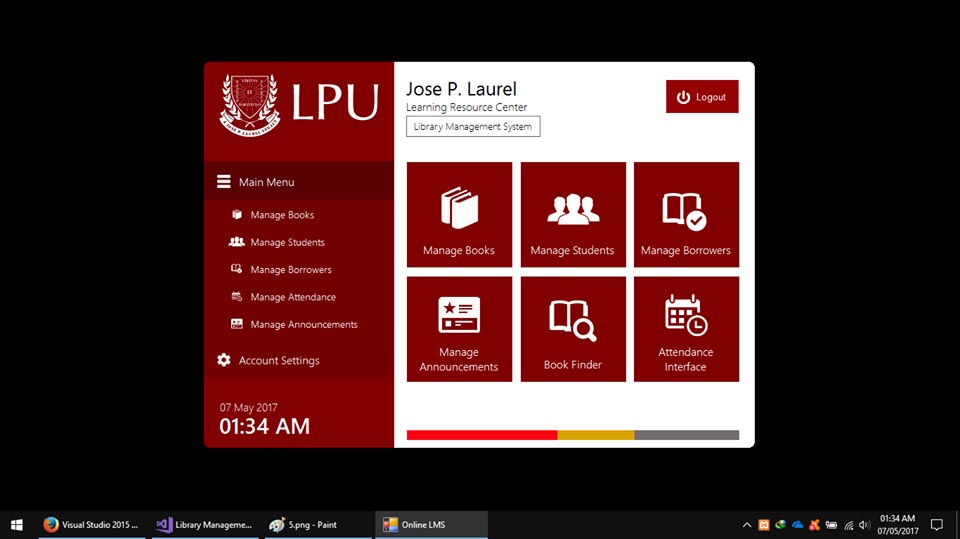 LPU
Jose P. Laurel
Learning Resource Center
Library Management System
Logout
Main Menu
Manage Books
Manage Students
Manage Borrowers
Manage Attendance
Manage Announcements
Account Settings
07 May 2017
01:34 AM
Manage Books
Manage Students
Manage Borrowers
Manage
Announcements
Book Finder
Attendance
Interface
Visual Studio 2015 ...
Library Manageme...
5.png - Paint
Online LMS
01:34 AM
07/05/2017